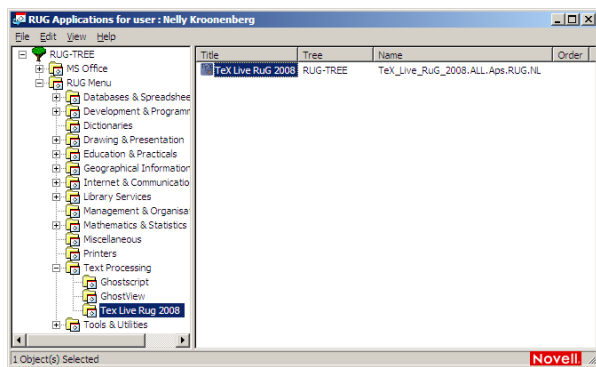 RUG Applications for user : Nelly Kroonenberg
File Edit View Help
RUG-TREE
MS Office
RUG Menu
Databases & Spreadshee
Development & Programm
Dictionaries
Drawing & Presentation
Education & Practicals
Geographical Information
Internet & Communicatio
Library Services
Management & Organisa
Mathematics & Statistics
Miscellaneous
Printers
Text Processing
Ghostscript
GhostView
Tex Live Rug 2008
Tools & Utilities
Title Tree Name Order
TeX Live RuG 2008 RUG-TREE TeX_Live_RuG_2008.ALL.Aps.RUG.NL
1 Object(s) Selected
Novell.